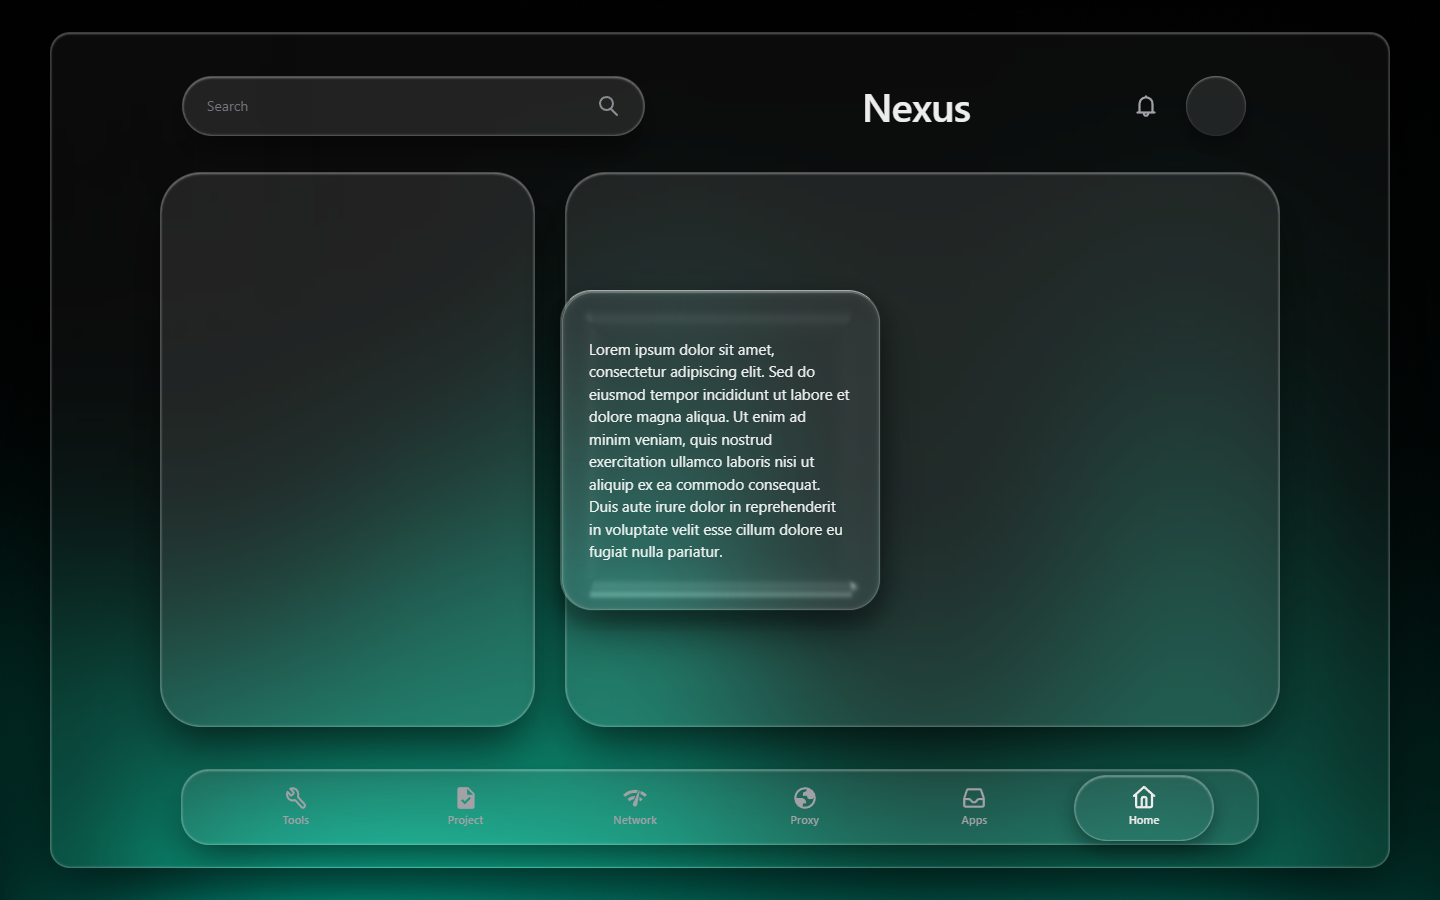 Search
Nexus
Lorem ipsum dolor sit amet,
consectetur adipiscing elit. Sed do
eiusmod tempor incididunt ut labore et
dolore magna aliqua. Ut enim ad
minim veniam, quis nostrud
exercitation ullamco laboris nisi ut
aliquip ex ea commodo consequat.
Duis aute irure dolor in reprehenderit
in voluptate velit esse cillum dolore eu
fugiat nulla pariatur.
Tools
Project
Network
Proxy
Apps
Home